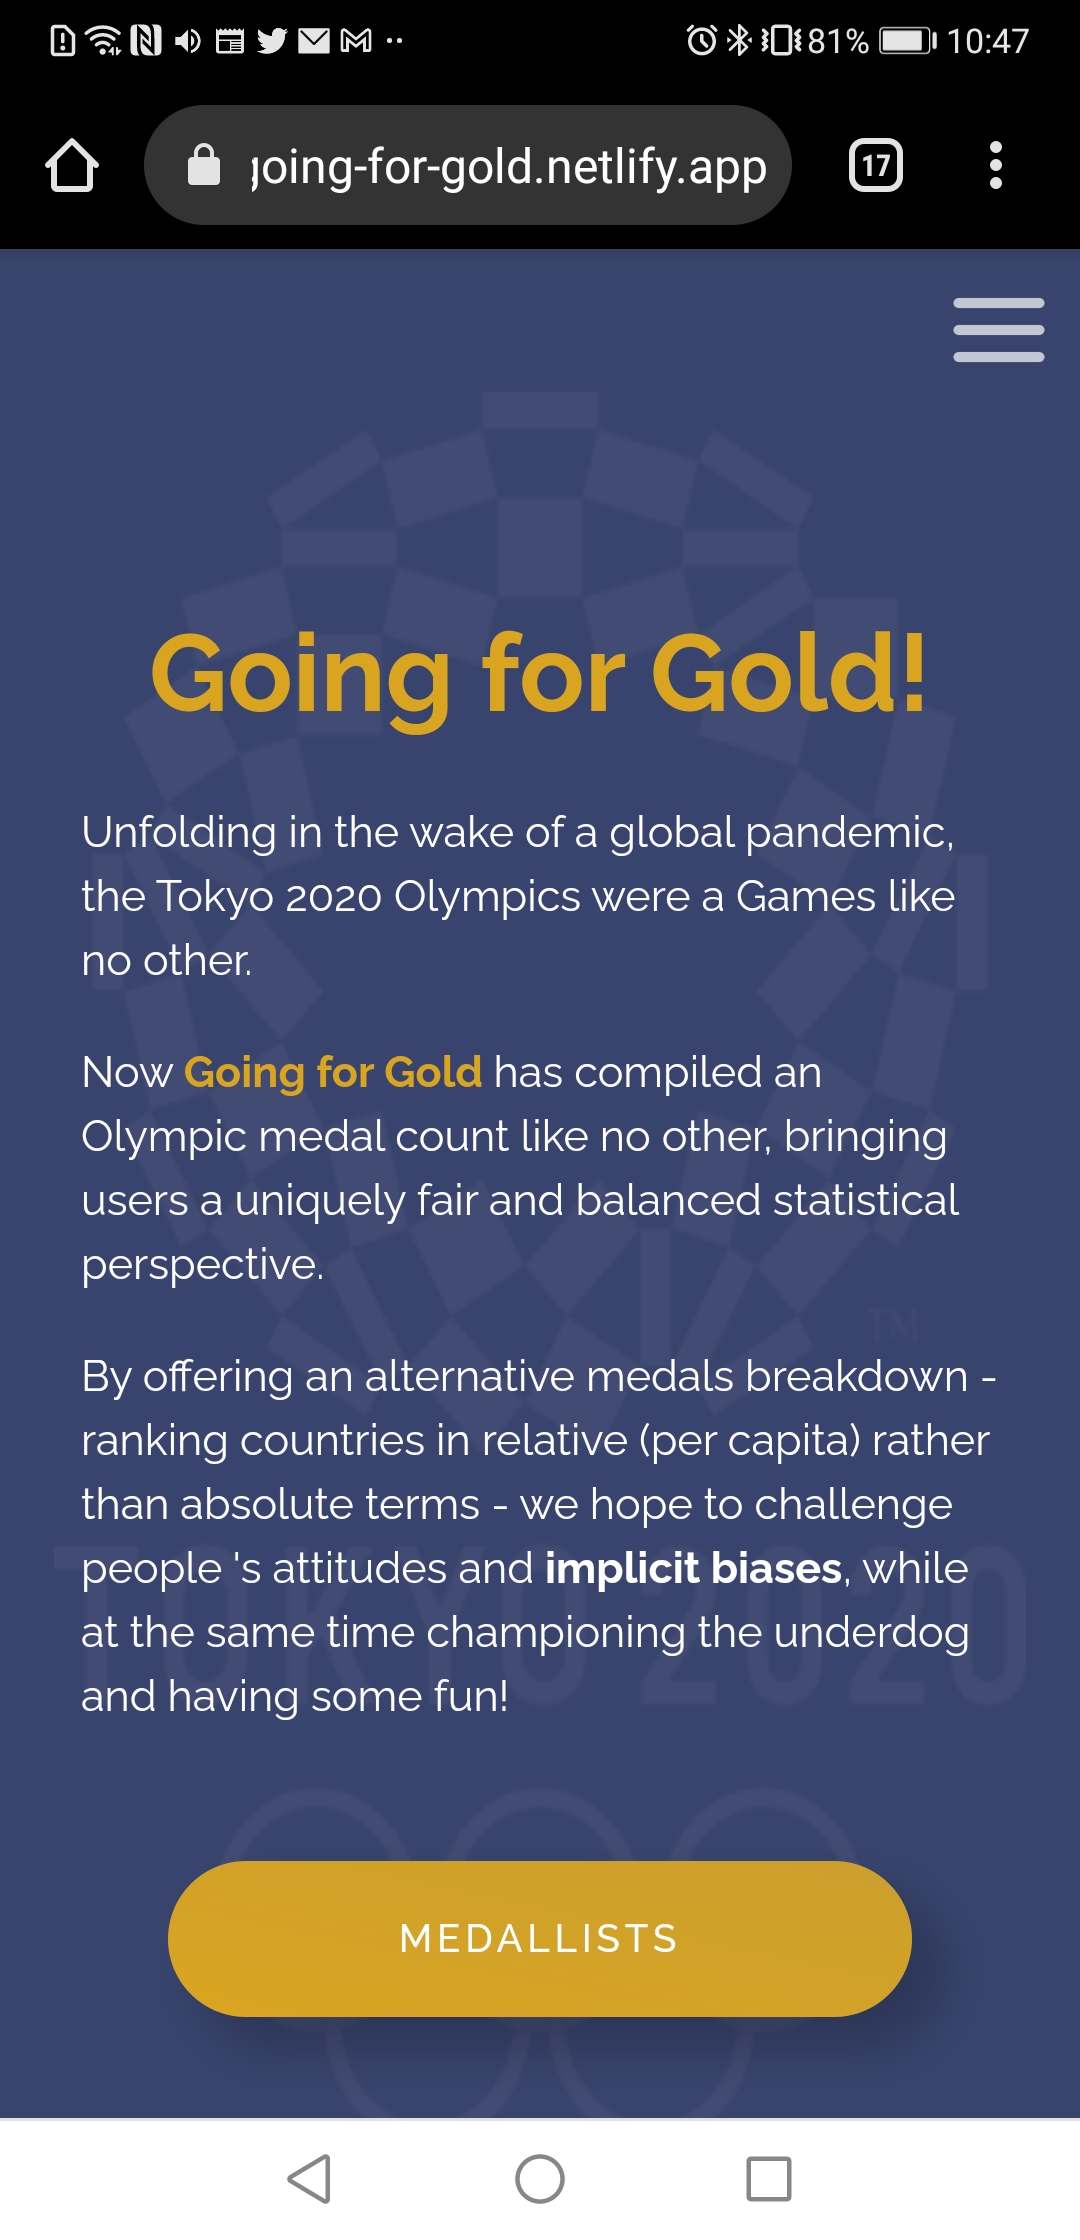 81% 10:47
going-for-gold.netlify.app 17
Going for Gold!
Unfolding in the wake of a global pandemic,
the Tokyo 2020 Olympics were a Games like
no other.
Now Going for Gold has compiled an
Olympic medal count like no other, bringing
users a uniquely fair and balanced statistical
perspective.
TM
By offering an alternative medals breakdown -
ranking countries in relative (per capita) rather
than absolute terms - we hope to challenge
people 's attitudes and implicit biases, while
at the same time championing the underdog
and having some fun!
TOKYO 2020
MEDALLISTS